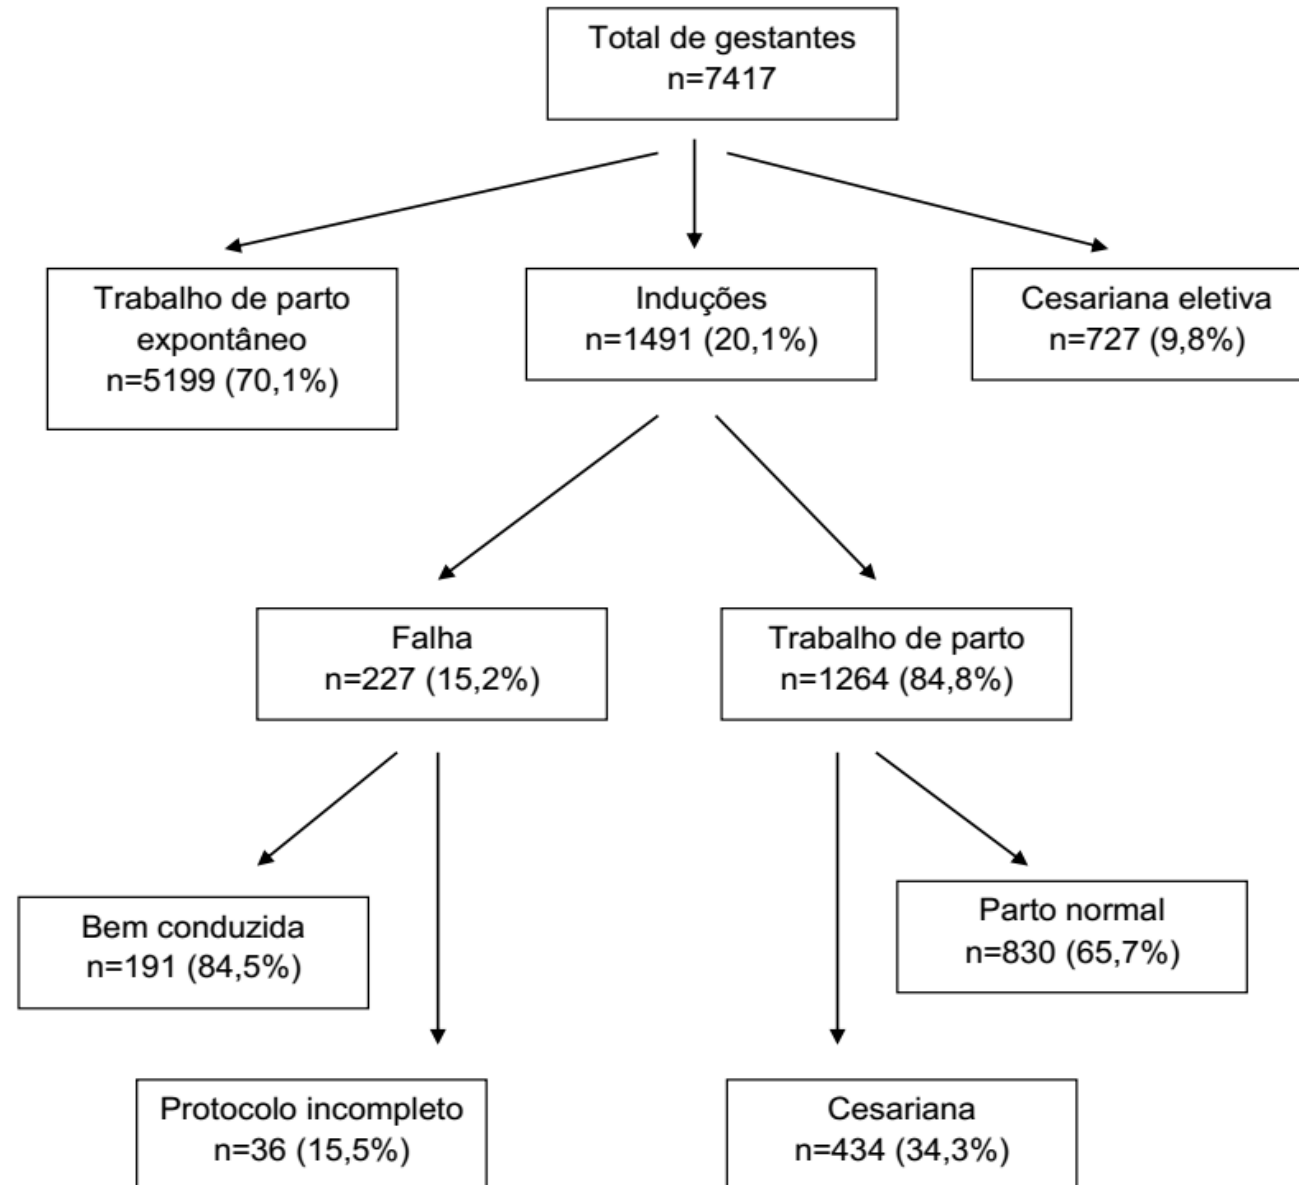 Total de gestantes
n=7417
Trabalho de parto
expontâneo
n=5199 (70,1%)
Induções
n=1491 (20,1%)
Cesariana eletiva
n=727 (9,8%)
Falha
n=227 (15,2%)
Trabalho de parto
n=1264 (84,8%)
Bem conduzida
n=191 (84,5%)
Parto normal
n=830 (65,7%)
Protocolo incompleto
n=36 (15,5%)
Cesariana
n=434 (34,3%)